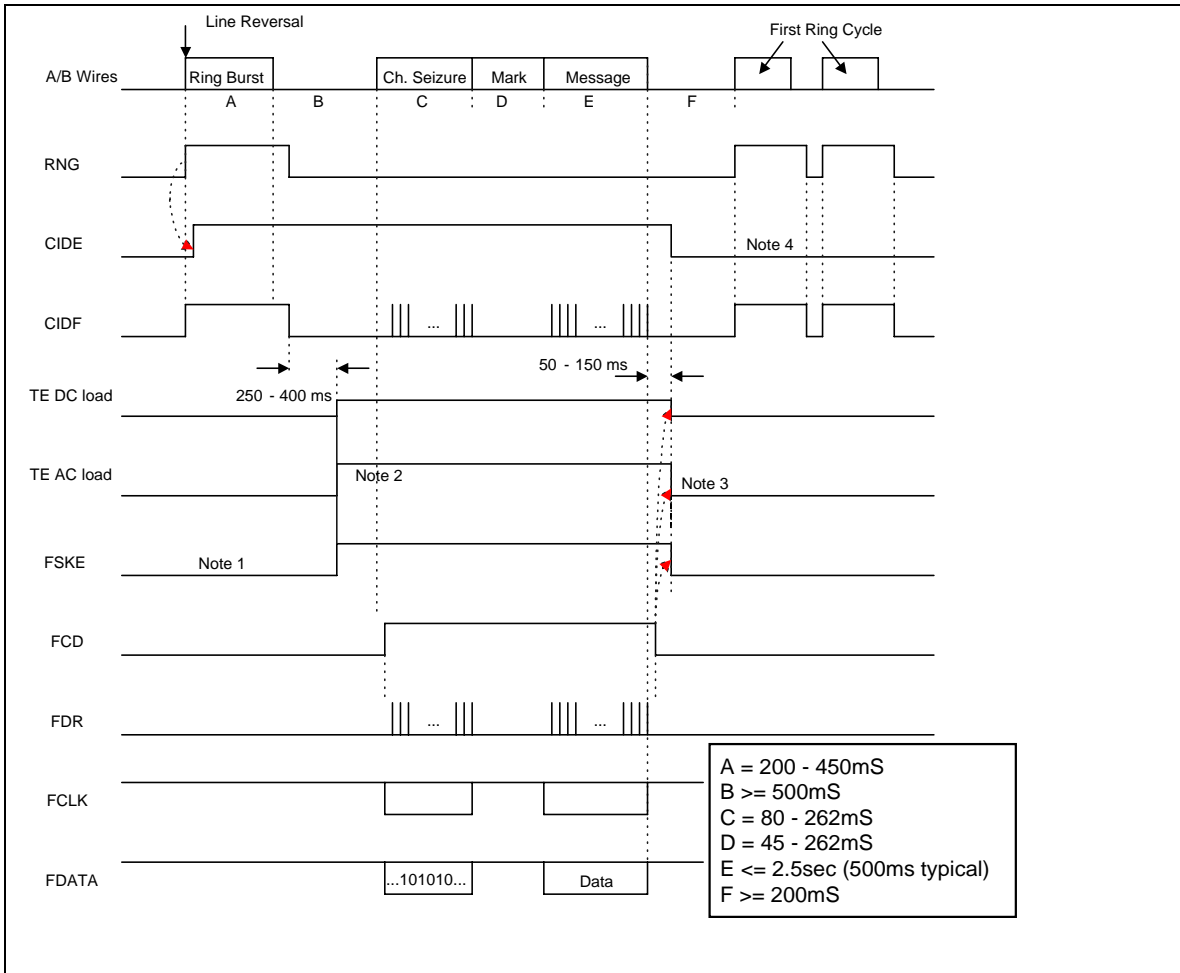 Line Reversal
First Ring Cycle
A/B Wires
Ring Burst
Ch. Seizure
Mark
Message
A
B
C
D
E
F
RNG
CIDE
Note 4
CIDF
...
...
50 - 150 ms
250 - 400 ms
TE DC load
TE AC load
Note 2
Note 3
FSKE
Note 1
FCD
FDR
...
...
A = 200 - 450mS
B >= 500mS
C = 80 - 262mS
D = 45 - 262mS
E <= 2.5sec (500ms typical)
F >= 200mS
FCLK
FDATA
...101010...
Data